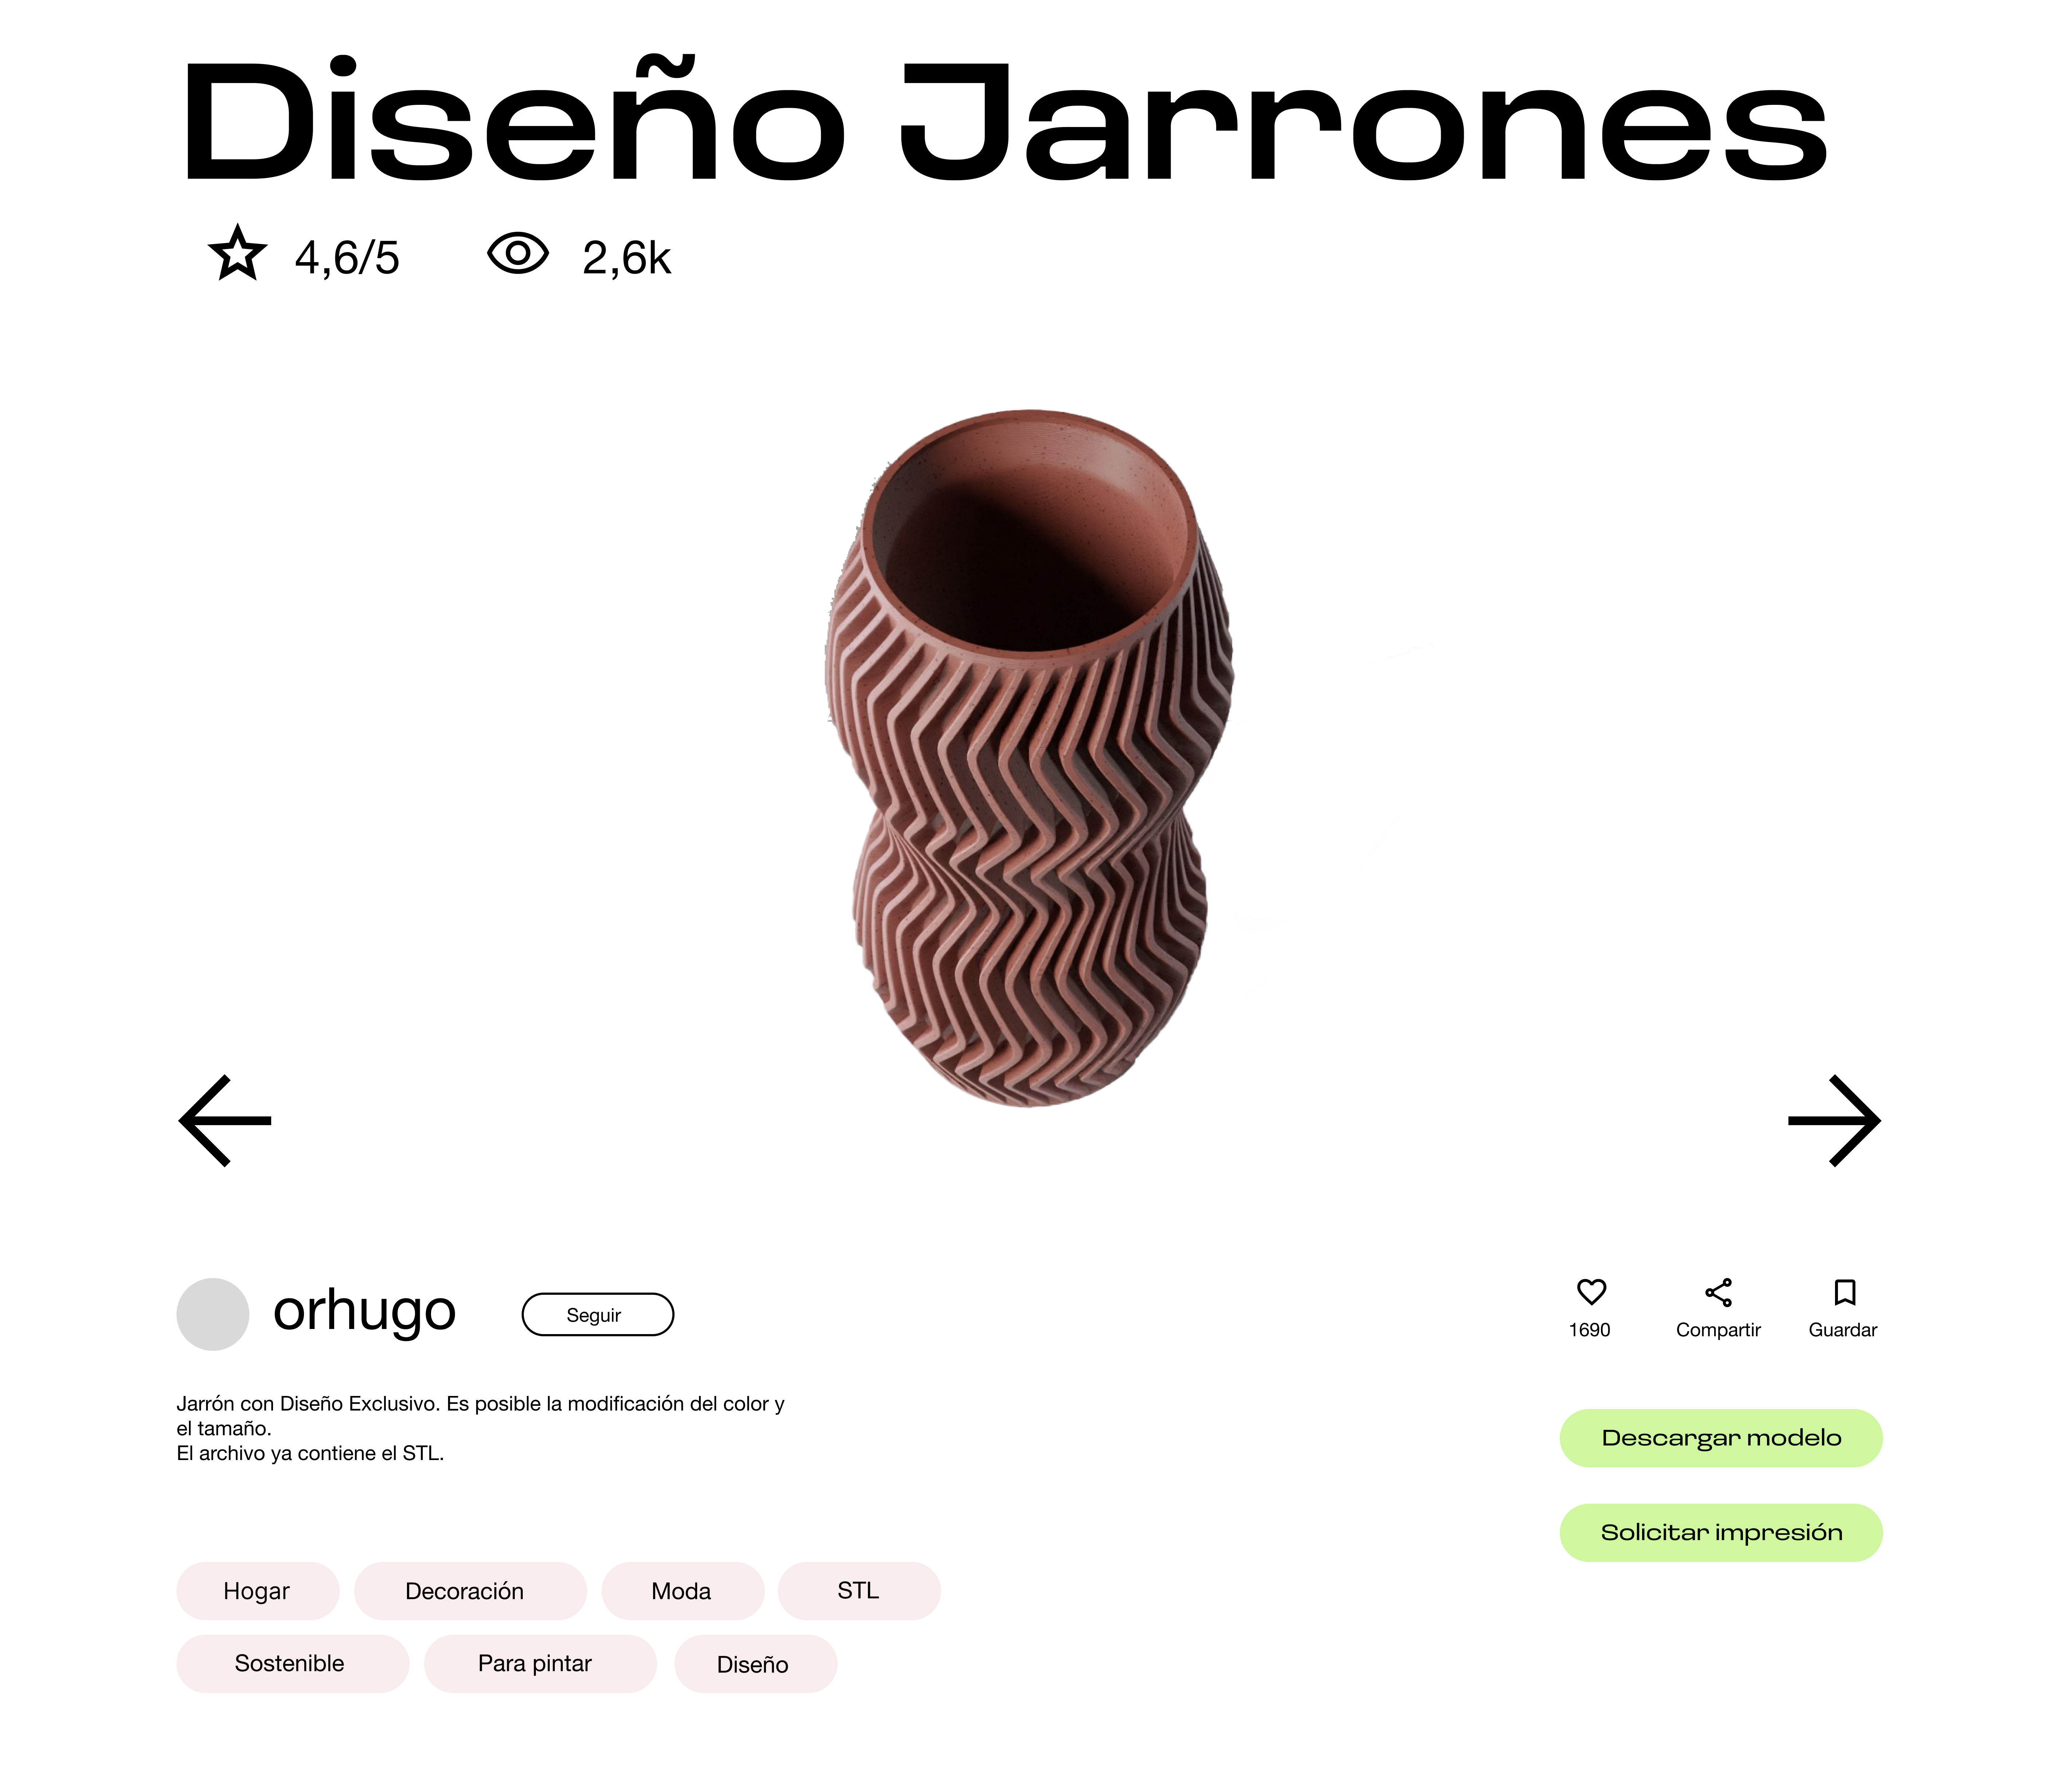 Diseño Jarrones
4,6/5
2,6k
orhugo
Seguir
1690
Compartir
Guardar
Jarrón con Diseño Exclusivo. Es posible la modificación del color y
el tamaño.
El archivo ya contiene el STL.
Descargar modelo
Solicitar impresión
Hogar
Decoración
Moda
STL
Sostenible
Para pintar
Diseño